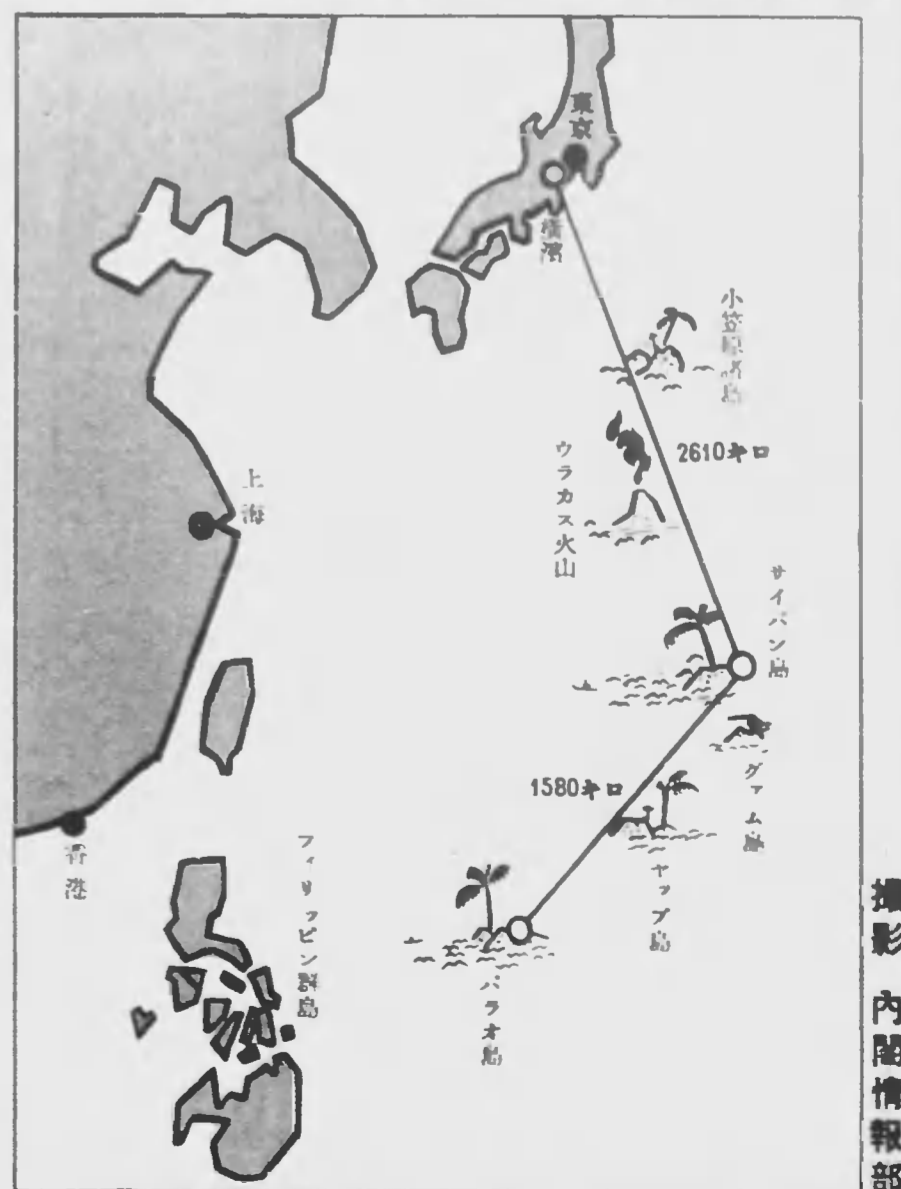 東京
横濱
小笠原諸島
2610キロ
ウラカス火山
サイパン島
グァム島
1580キロ
ヤップ島
パラオ島
上海
香港
フィリッピン群島
撮影 內閣情報部